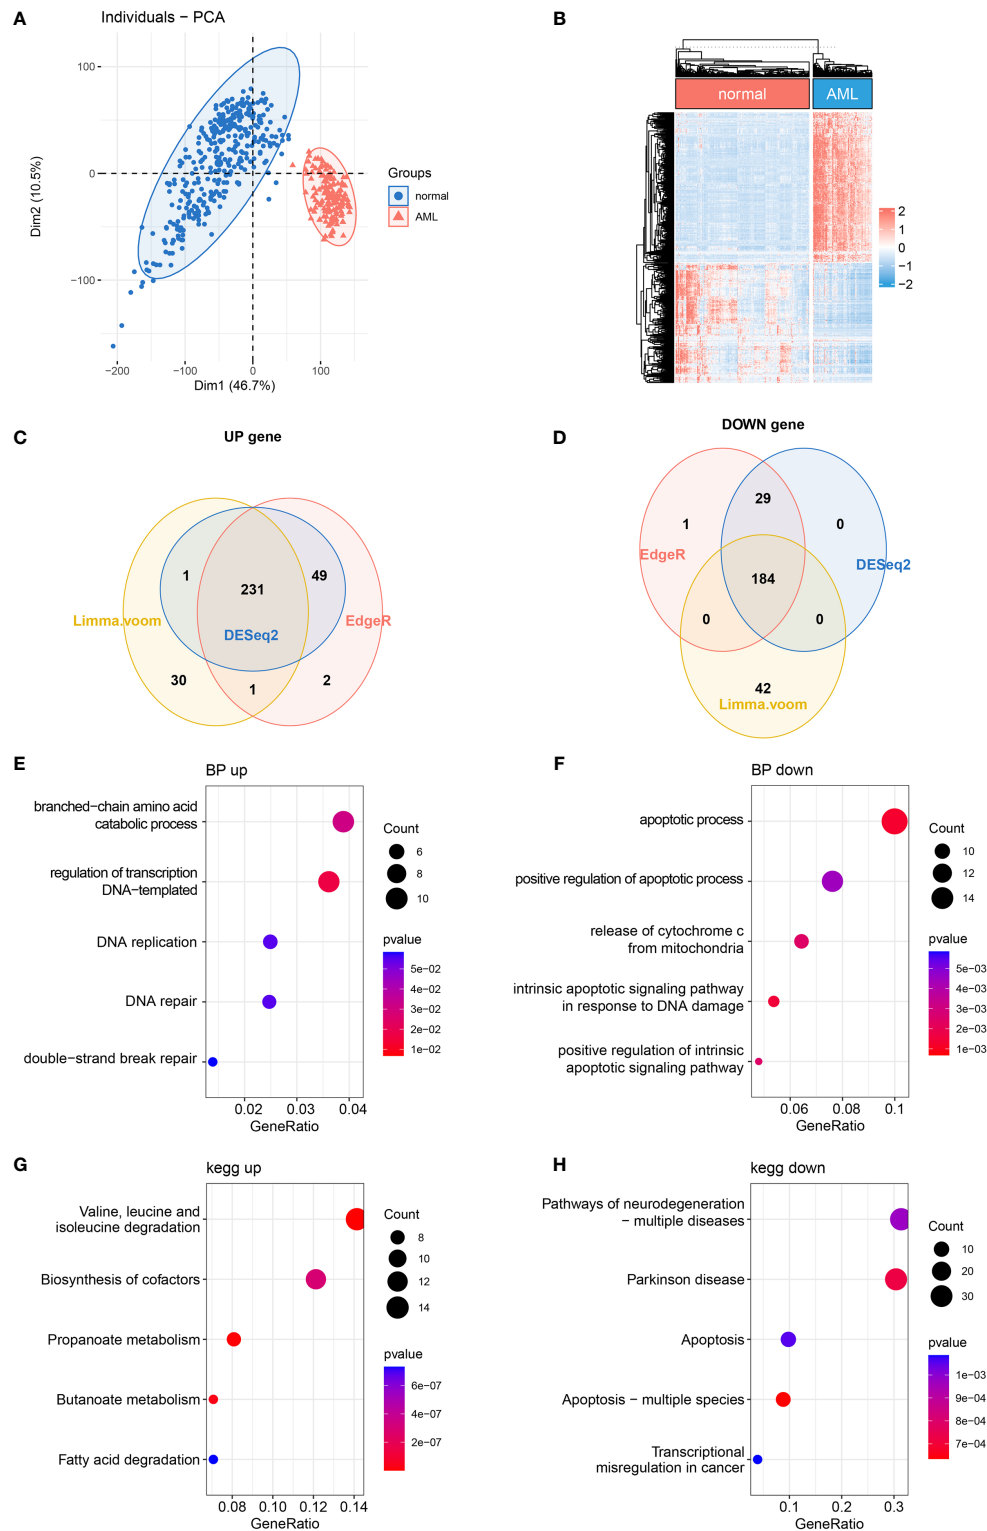 A
Individuals − PCA
100
0
−100
−200
−100
0
100
Dim1 (46.7%)
Dim2 (10.5%)
Groups
normal
AML
B
normal
AML
2
1
0
−1
−2
C
UP gene
1
231
49
Limma.voom
DESeq2
EdgeR
30
1
2
D
DOWN gene
29
1
0
EdgeR
DESeq2
184
0
0
42
Limma.voom
E
BP up
branched−chain amino acid
catabolic process
regulation of transcription
DNA−templated
DNA replication
DNA repair
double−strand break repair
0.02
0.03
0.04
GeneRatio
Count
6
8
10
pvalue
5e−02
4e−02
3e−02
2e−02
1e−02
F
BP down
apoptotic process
positive regulation of apoptotic process
release of cytochrome c
from mitochondria
intrinsic apoptotic signaling pathway
in response to DNA damage
positive regulation of intrinsic
apoptotic signaling pathway
0.06
0.08
0.1
GeneRatio
Count
10
12
14
pvalue
5e−03
4e−03
3e−03
2e−03
1e−03
G
kegg up
Valine, leucine and
isoleucine degradation
Biosynthesis of cofactors
Propanoate metabolism
Butanoate metabolism
Fatty acid degradation
0.08
0.10
0.12
0.14
GeneRatio
Count
8
10
12
14
pvalue
6e−07
4e−07
2e−07
H
kegg down
Pathways of neurodegeneration
− multiple diseases
Parkinson disease
Apoptosis
Apoptosis − multiple species
Transcriptional
misregulation in cancer
0.1
0.2
0.3
GeneRatio
Count
10
20
30
pvalue
1e−03
9e−04
8e−04
7e−04